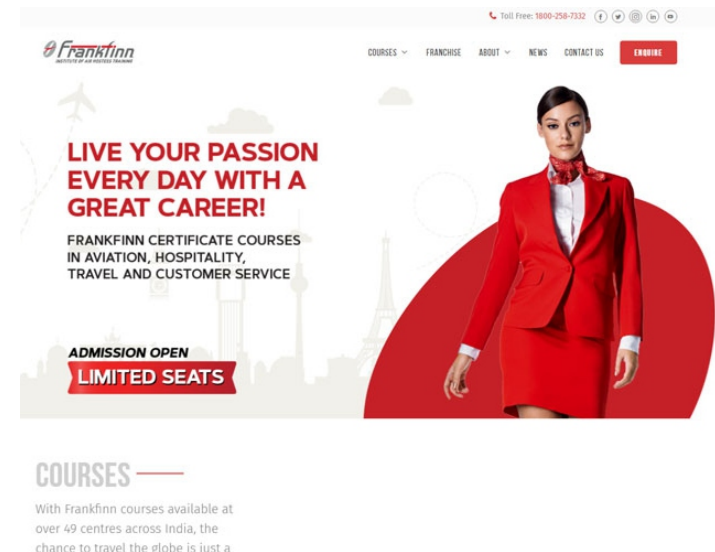 Toll Free: 1800-258-7332
Frankfinn
INSTITUTE OF AIR HOSTESS TRAINING
COURSES FRANCHISE ABOUT NEWS CONTACT US ENQUIRE
LIVE YOUR PASSION
EVERY DAY WITH A
GREAT CAREER!
FRANKFINN CERTIFICATE COURSES
IN AVIATION, HOSPITALITY,
TRAVEL AND CUSTOMER SERVICE
ADMISSION OPEN
LIMITED SEATS
COURSES
With Frankfinn courses available at
over 49 centres across India, the
chance to travel the globe is just a